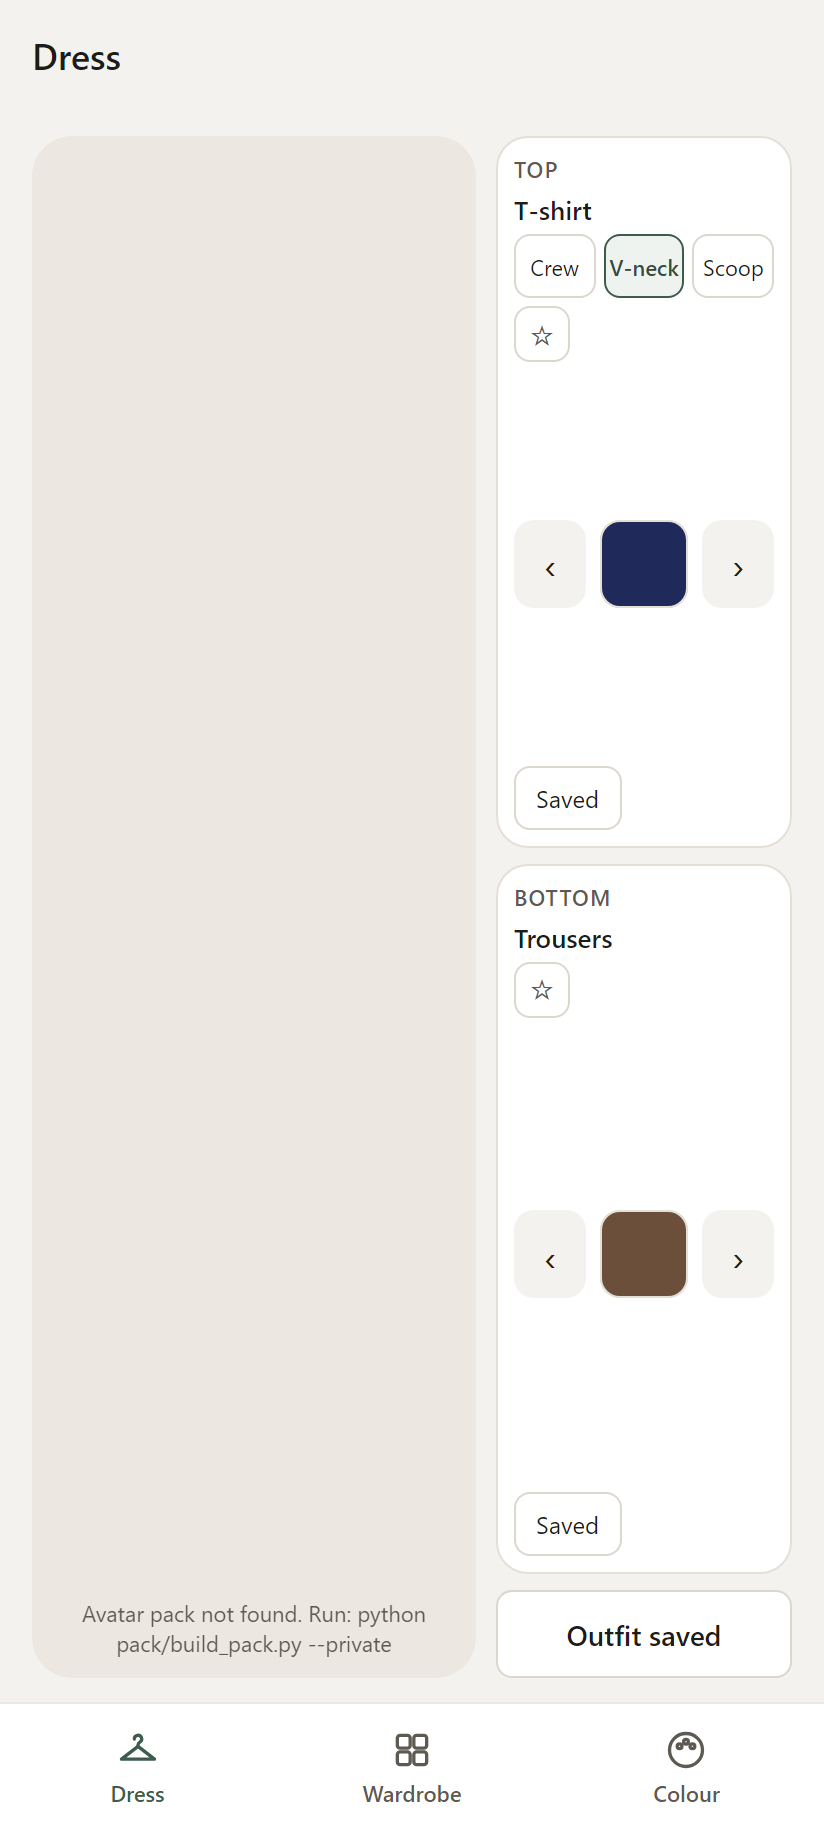 Dress
TOP
T-shirt
Crew
V-neck
Scoop
☆
‹
›
Saved
BOTTOM
Trousers
☆
‹
›
Saved
Avatar pack not found. Run: python
pack/build_pack.py --private
Outfit saved
Dress
Wardrobe
Colour